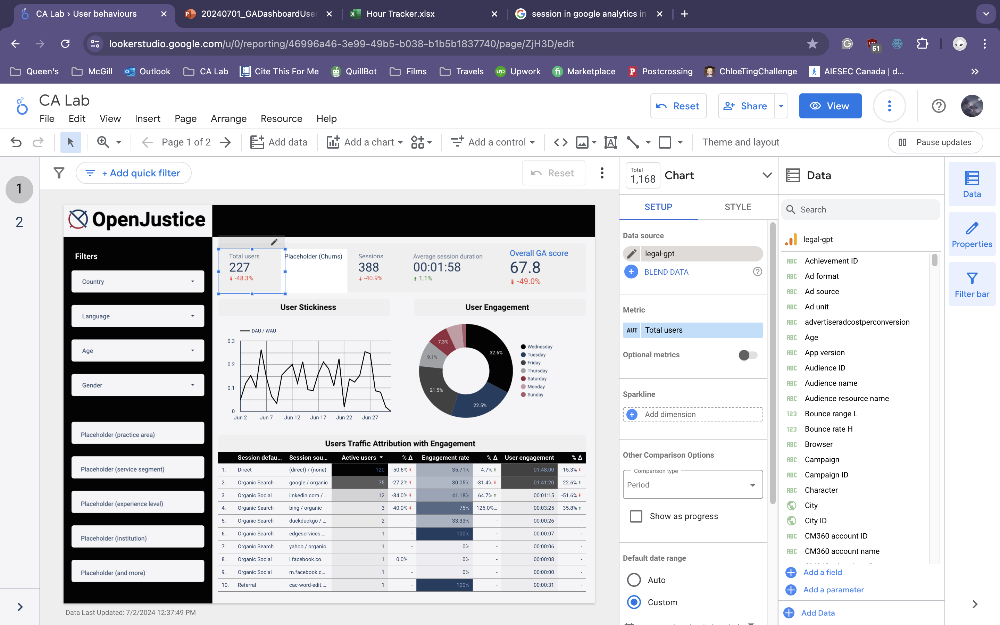 CA Lab › User behaviours
20240701_GADashboardUser
Hour Tracker.xlsx
session in google analytics in
lookerstudio.google.com/u/0/reporting/46996a46-3e99-49b5-b038-b1b5b1837740/page/ZjH3D/edit
51
Queen's
McGill
Outlook
CA Lab
Cite This For Me
QuillBot
Films
Travels
Upwork
Marketplace
Postcrossing
ChloeTingChallenge
AIESEC Canada | d...
CA Lab
File Edit View Insert Page Arrange Resource Help
Reset
Share
View
Page 1 of 2
Add data
Add a chart
Add a control
Theme and layout
Pause updates
1
2
+ Add quick filter
Reset
OpenJustice
Filters
Country
Language
Age
Gender
Placeholder (practice area)
Placeholder (service segment)
Placeholder (experience level)
Placeholder (institution)
Placeholder (and more)
Total users
227
-48.3%
Placeholder (Churns)
Sessions
388
-40.9%
Average session duration
00:01:58
1.1%
Overall GA score
67.8
-49.0%
User Stickiness
DAU / WAU
0.3
0.2
0.1
0
Jun 2 Jun 7 Jun 12 Jun 17 Jun 22 Jun 27
User Engagement
32.6%
22.5%
21.5%
9.1%
7.3%
Wednesday
Tuesday
Friday
Thursday
Saturday
Monday
Sunday
Users Traffic Attribution with Engagement
Session defau... Session sou... Active users % Δ Engagement rate % Δ User engagement % Δ
1. Direct (direct) / (none) 120 -50.6% 35.71% 4.7% 01:48:00 -15.3%
2. Organic Search google / organic 75 -27.2% 30.05% -31.4% 01:41:20 22.6%
3. Organic Social linkedin.com / ... 12 -84.0% 41.18% 64.7% 00:01:15 -51.6%
4. Organic Search bing / organic 3 -40.0% 75% 125.0%... 00:03:25 35.8%
5. Organic Search duckduckgo / ... 2 - 33.33% - 00:00:26 -
6. Organic Search edgeservices.... 1 - 100% - 00:00:07 -
7. Organic Search yahoo / organic 1 - 0% - 00:00:06 -
8. Organic Social l.facebook.co... 1 0.0% 0% - 00:00:08 -
9. Organic Social m.facebook.c... 1 - 0% - 00:00:00 -
10. Referral cac-word-edit.... 1 - 100% - 00:00:31 -
Data Last Updated: 7/2/2024 12:37:49 PM
Total
1,168
Chart
SETUP
STYLE
Data source
legal-gpt
BLEND DATA
Metric
AUT Total users
Optional metrics
Sparkline
Add dimension
Other Comparison Options
Comparison type
Period
Show as progress
Default date range
Auto
Custom
Data
Search
legal-gpt
ABC Achievement ID
ABC Ad format
ABC Ad source
ABC Ad unit
ABC advertiseradcostperconversion
ABC Age
ABC App version
ABC Audience ID
ABC Audience name
ABC Audience resource name
123 Bounce range L
123 Bounce rate H
ABC Browser
ABC Campaign
ABC Campaign ID
ABC Character
City
City ID
ABC CM360 account ID
ABC CM360 account name
Add a field
Add a parameter
Add Data
Data
Properties
Filter bar